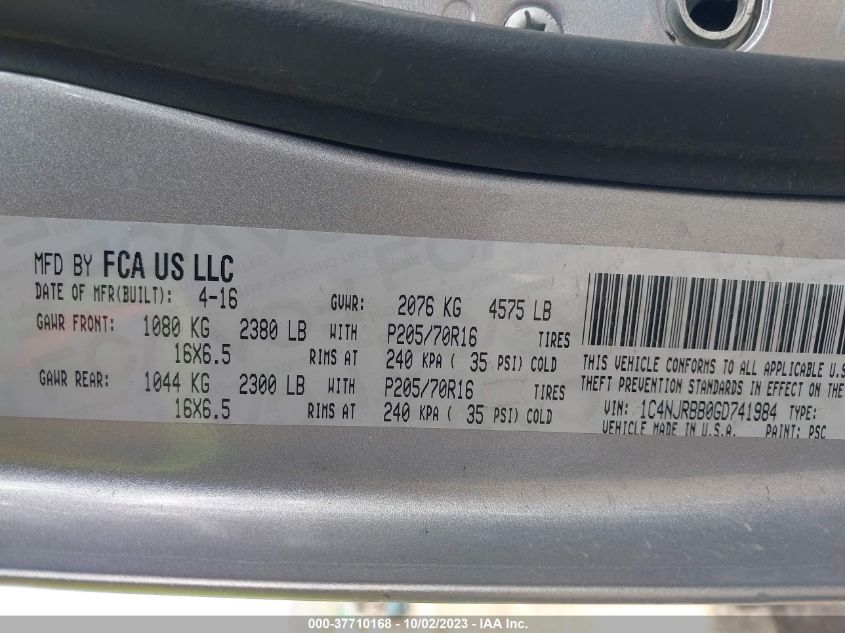 MFD BY FCA US LLC
DATE OF MFR(BUILT): 4-16 GVWR: 2076 KG 4575 LB
GAWR FRONT: 1080 KG 2380 LB WITH P205/70R16 TIRES
16X6.5 RIMS AT 240 KPA ( 35 PSI) COLD
GAWR REAR: 1044 KG 2300 LB WITH P205/70R16 TIRES
16X6.5 RIMS AT 240 KPA ( 35 PSI) COLD
THIS VEHICLE CONFORMS TO ALL APPLICABLE U.S
THEFT PREVENTION STANDARDS IN EFFECT ON THE
VIN: 1C4NJRBB0GD741984 TYPE:
VEHICLE MADE IN U.S.A. PAINT: PSC
000-37710168 - 10/02/2023 - IAA Inc.